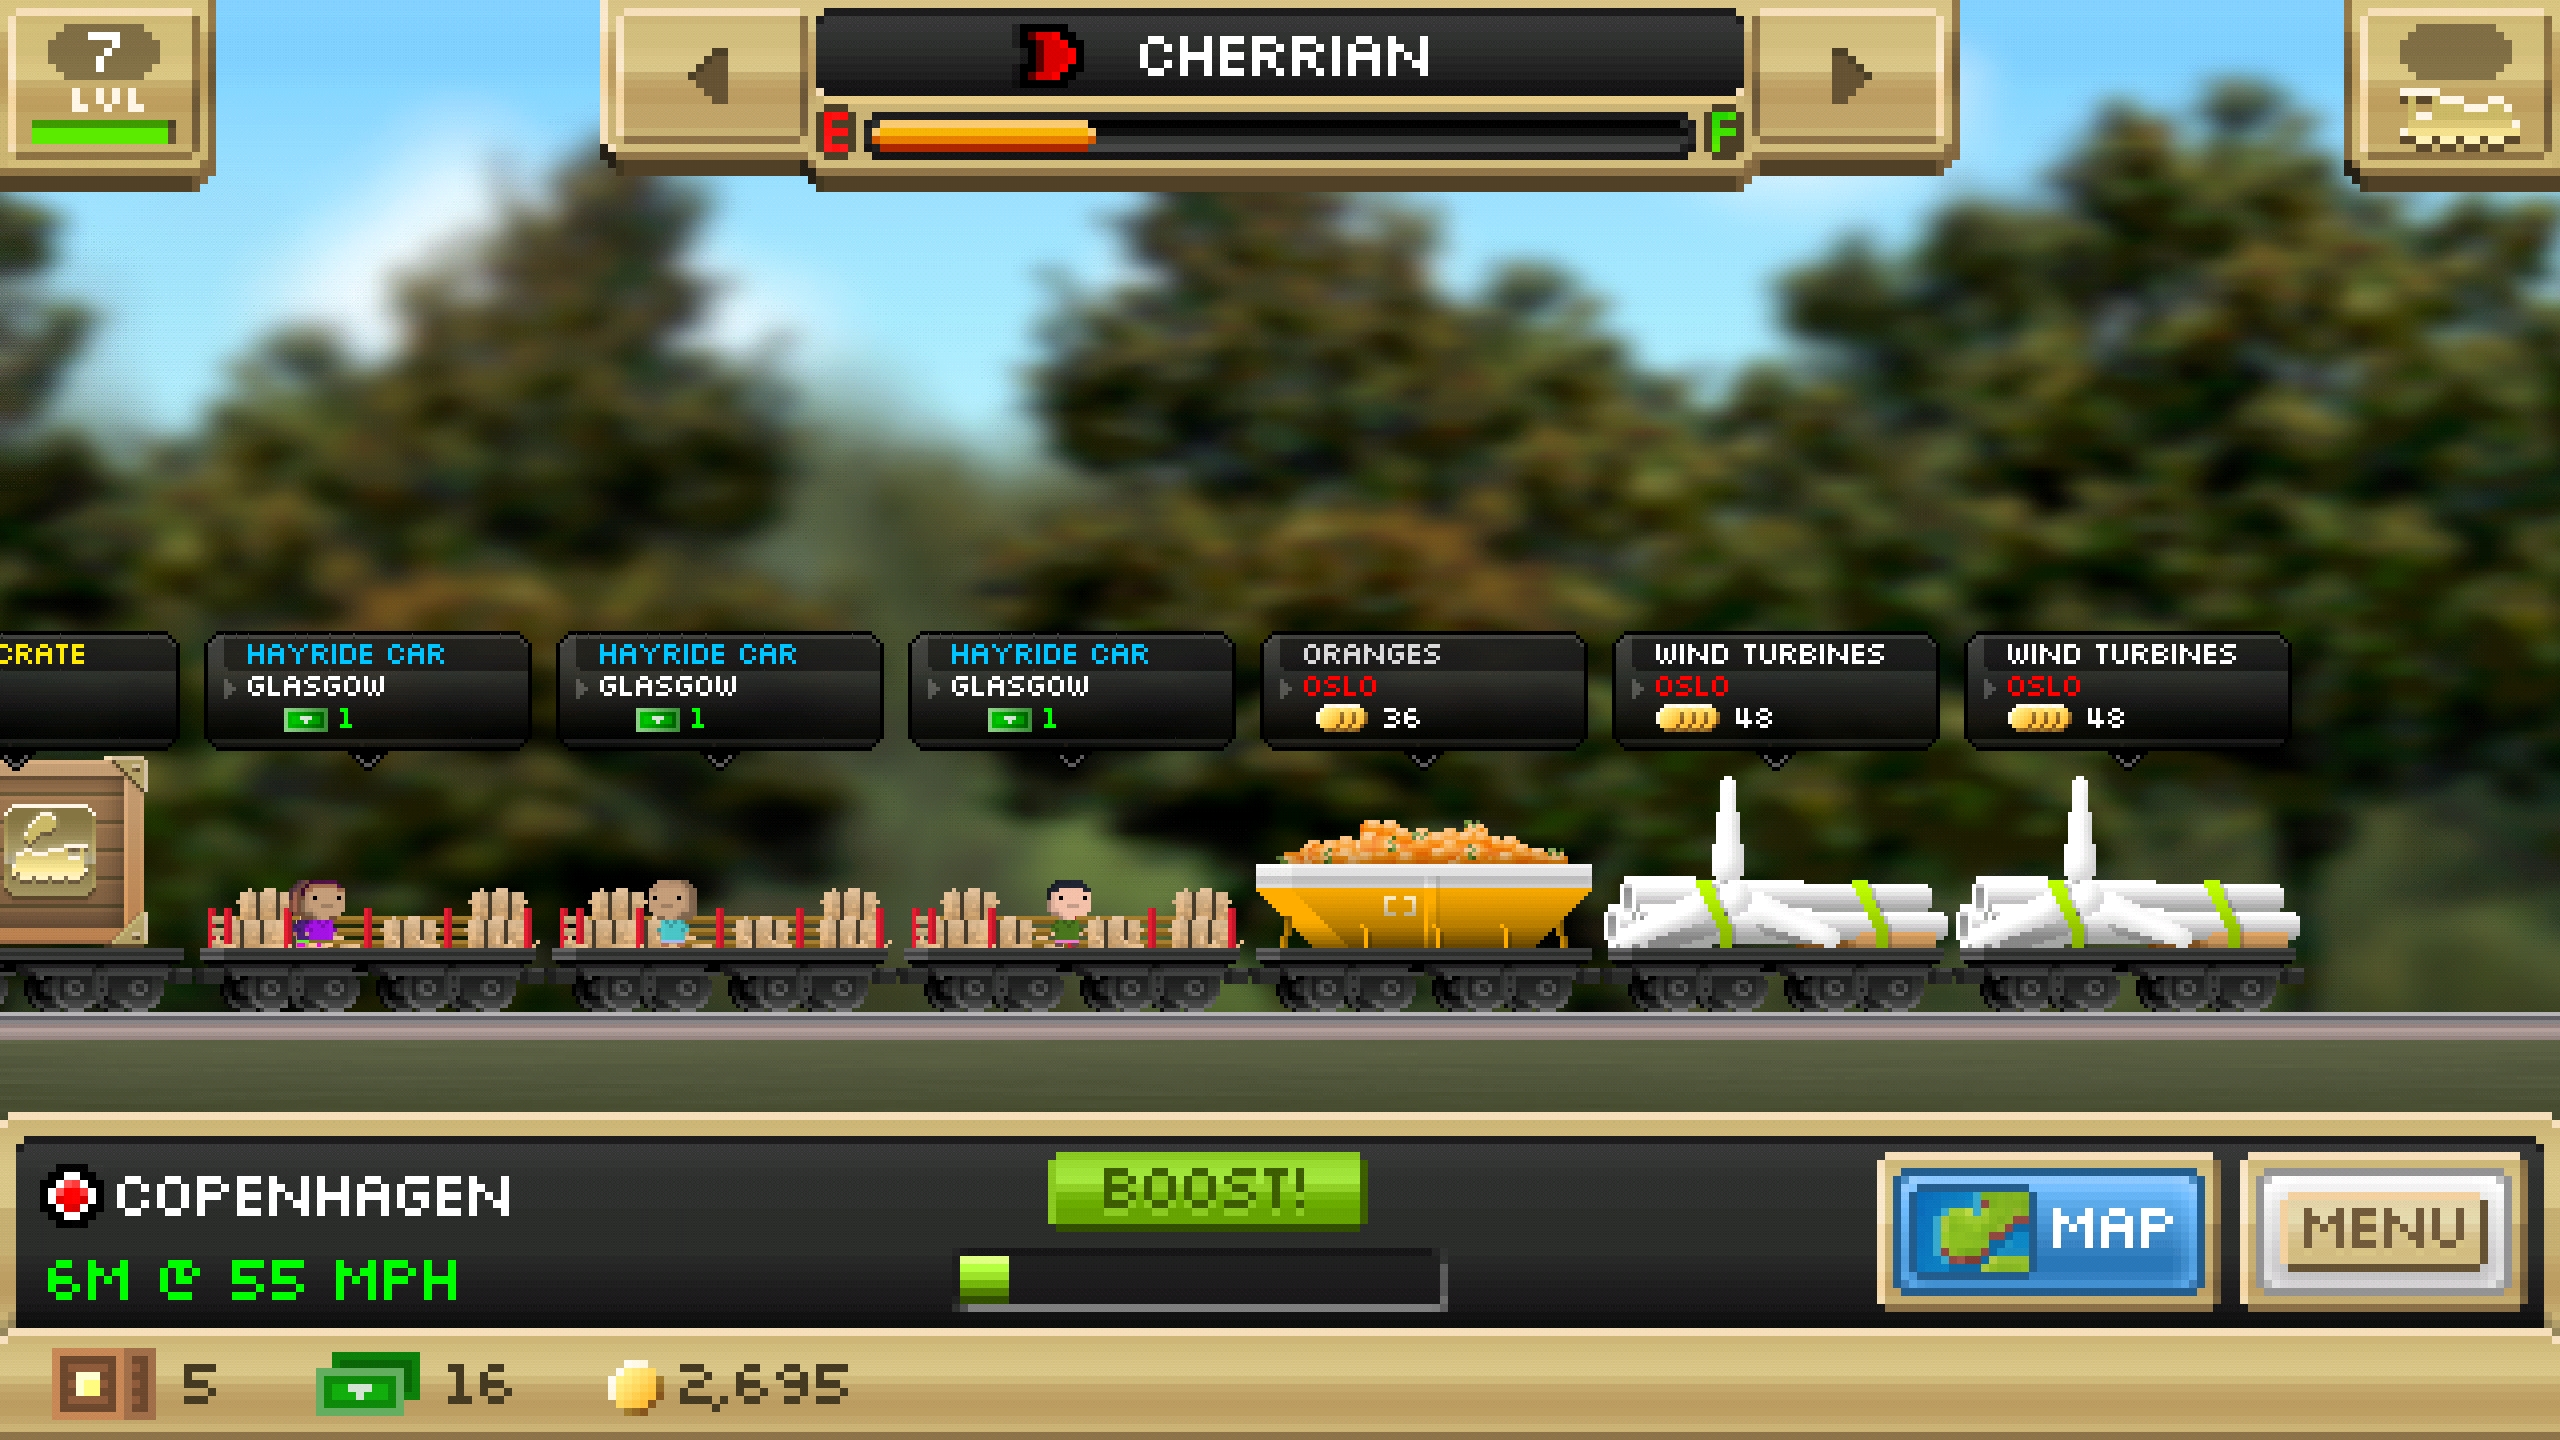 7
LVL
CHERRIAN
E F
CRATE
HAYRIDE CAR
GLASGOW
1
HAYRIDE CAR
GLASGOW
1
HAYRIDE CAR
GLASGOW
1
ORANGES
OSLO
36
WIND TURBINES
OSLO
48
WIND TURBINES
OSLO
48
COPENHAGEN
6M @ 55 MPH
BOOST!
MAP
MENU
5
16
2,695